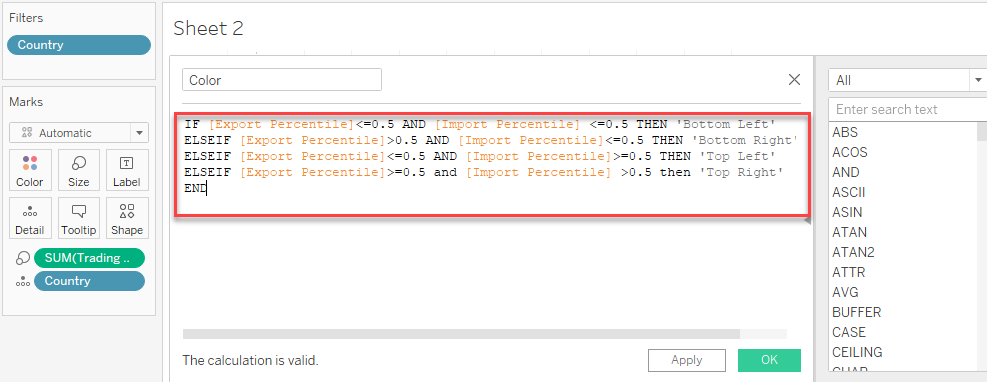 Filters
Country
Marks
Automatic
Color
Size
Label
Detail
Tooltip
Shape
SUM(Trading ..
Country
Sheet 2
Color
IF [Export Percentile]<=0.5 AND [Import Percentile] <=0.5 THEN 'Bottom Left'
ELSEIF [Export Percentile]>0.5 AND [Import Percentile]<=0.5 THEN 'Bottom Right'
ELSEIF [Export Percentile]<=0.5 AND [Import Percentile]>=0.5 THEN 'Top Left'
ELSEIF [Export Percentile]>=0.5 and [Import Percentile] >0.5 then 'Top Right'
END
The calculation is valid.
Apply
OK
All
Enter search text
ABS
ACOS
AND
ASCII
ASIN
ATAN
ATAN2
ATTR
AVG
BUFFER
CASE
CEILING